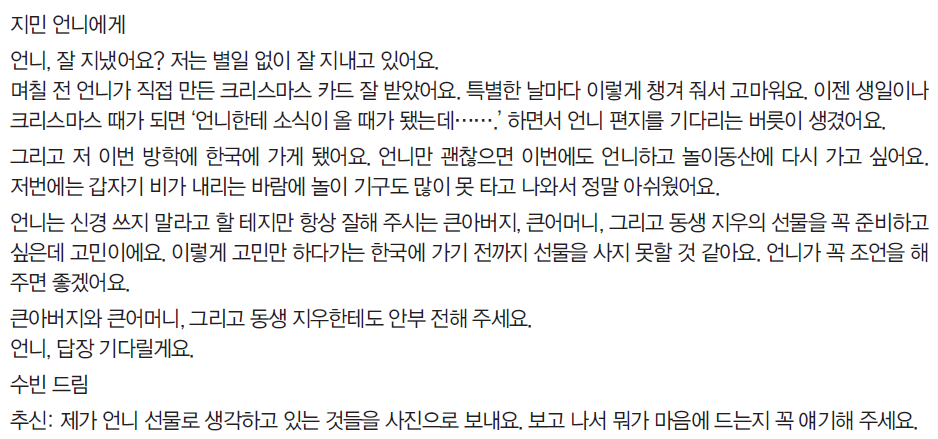 지민 언니에게
언니, 잘 지냈어요? 저는 별일 없이 잘 지내고 있어요.
며칠 전 언니가 직접 만든 크리스마스 카드 잘 받았어요. 특별한 날마다 이렇게 챙겨 줘서 고마워요. 이젠 생일이나
크리스마스 때가 되면 ‘언니한테 소식이 올 때가 됐는데…….’ 하면서 언니 편지를 기다리는 버릇이 생겼어요.
그리고 저 이번 방학에 한국에 가게 됐어요. 언니만 괜찮으면 이번에도 언니하고 놀이동산에 다시 가고 싶어요.
저번에는 갑자기 비가 내리는 바람에 놀이 기구도 많이 못 타고 나와서 정말 아쉬웠어요.
언니는 신경 쓰지 말라고 할 테지만 항상 잘해 주시는 큰아버지, 큰어머니, 그리고 동생 지우의 선물을 꼭 준비하고
싶은데 고민이에요. 이렇게 고민만 하다가는 한국에 가기 전까지 선물을 사지 못할 것 같아요. 언니가 꼭 조언을 해
주면 좋겠어요.
큰아버지와 큰어머니, 그리고 동생 지우한테도 안부 전해 주세요.
언니, 답장 기다릴게요.
수빈 드림
추신: 제가 언니 선물로 생각하고 있는 것들을 사진으로 보내요. 보고 나서 뭐가 마음에 드는지 꼭 얘기해 주세요.